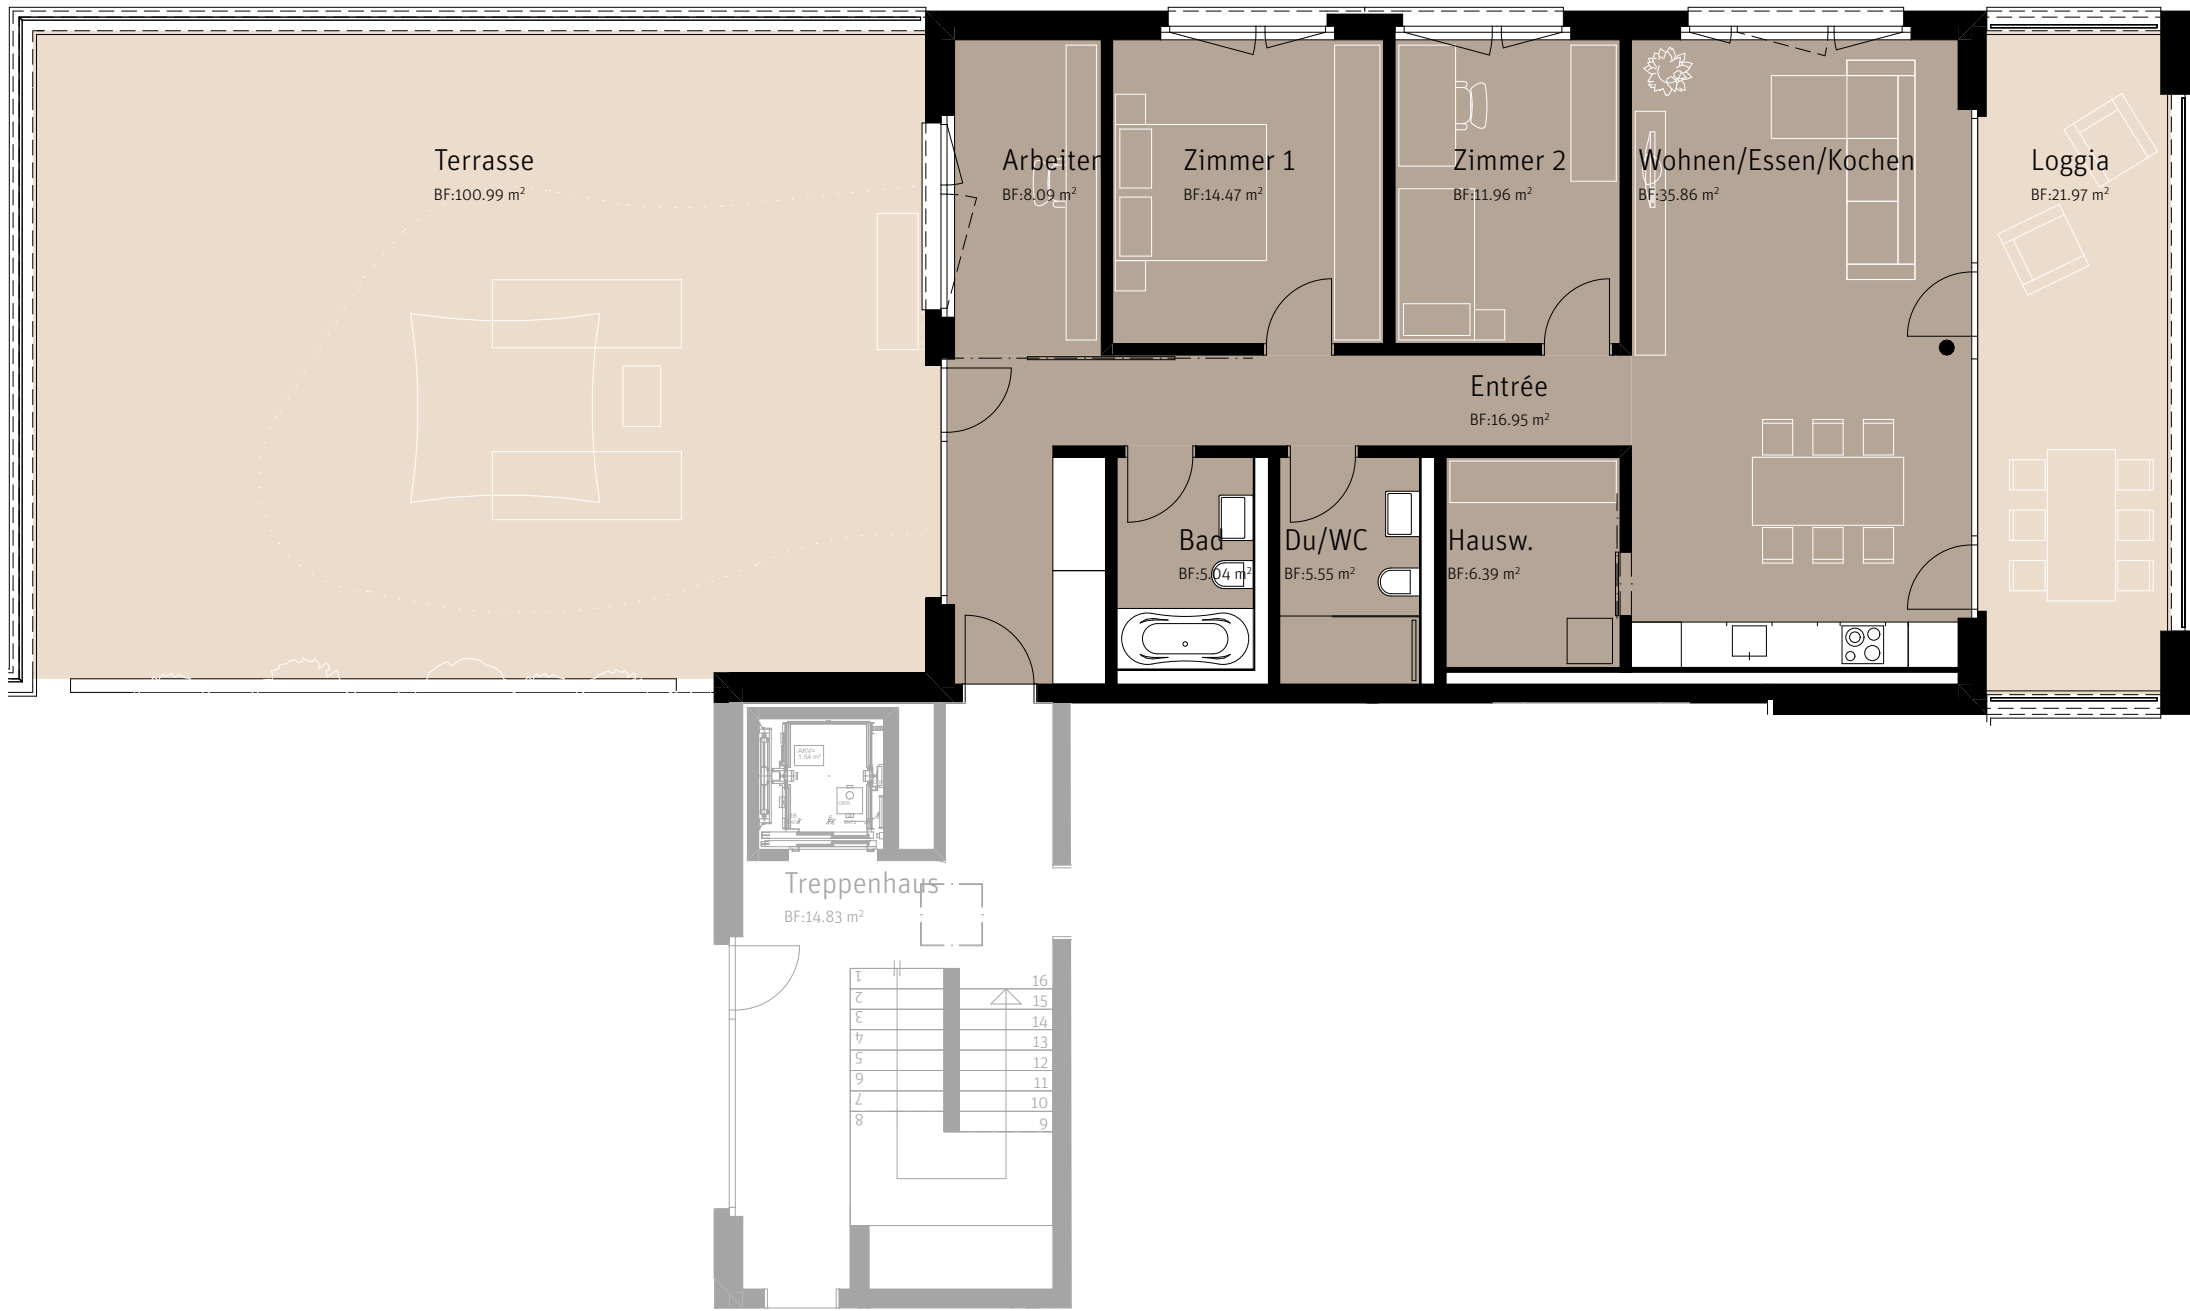 Terrasse
BF:100.99 m²
Arbeiten
BF:8.09 m²
Zimmer 1
BF:14.47 m²
Zimmer 2
BF:11.96 m²
Wohnen/Essen/Kochen
BF:35.86 m²
Loggia
BF:21.97 m²
Entrée
BF:16.95 m²
Bad
BF:5.04 m²
Du/WC
BF:5.55 m²
Hausw.
BF:6.39 m²
AKV=
1.54 m²
Treppenhaus
BF:14.83 m²
1
2
3
4
5
6
7
8
16
15
14
13
12
11
10
9